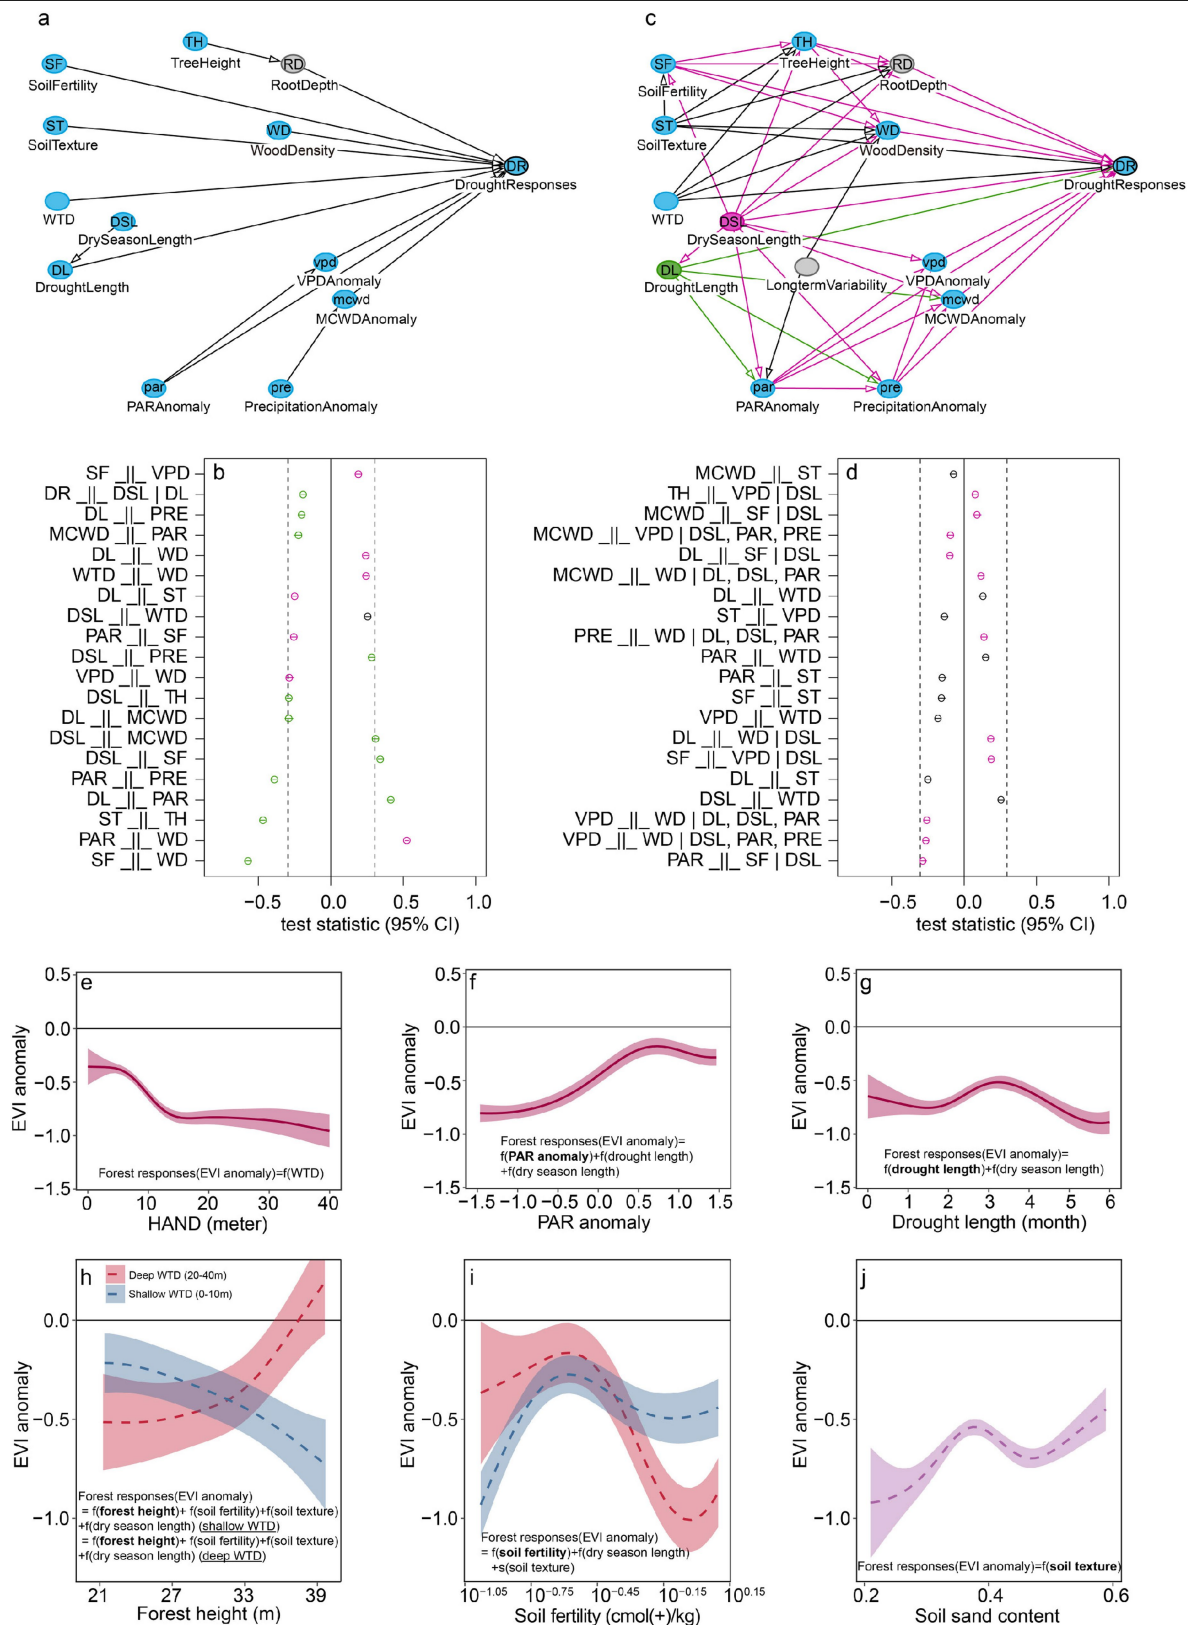 a
TH
TreeHeight
SF
SoilFertility
RD
RootDepth
ST
SoilTexture
WD
WoodDensity
DR
DroughtResponses
WTD
DSL
DrySeasonLength
DL
DroughtLength
vpd
VPDAnomaly
mcwd
MCWDAnomaly
par
PARAnomaly
pre
PrecipitationAnomaly
c
TH
TreeHeight
SF
SoilFertility
RD
RootDepth
ST
SoilTexture
WD
WoodDensity
DR
DroughtResponses
WTD
DSL
DrySeasonLength
DL
DroughtLength
LongtermVariability
vpd
VPDAnomaly
mcwd
MCWDAnomaly
par
PARAnomaly
pre
PrecipitationAnomaly
b
SF _||_ VPD
DR _||_ DSL | DL
DL _||_ PRE
MCWD _||_ PAR
DL _||_ WD
WTD _||_ WD
DL _||_ ST
DSL _||_ WTD
PAR _||_ SF
DSL _||_ PRE
VPD _||_ WD
DSL _||_ TH
DL _||_ MCWD
DSL _||_ MCWD
DSL _||_ SF
PAR _||_ PRE
DL _||_ PAR
ST _||_ TH
PAR _||_ WD
SF _||_ WD
−0.5 0.0 0.5 1.0
test statistic (95% CI)
d
MCWD _||_ ST
TH _||_ VPD | DSL
MCWD _||_ SF | DSL
MCWD _||_ VPD | DSL, PAR, PRE
DL _||_ SF | DSL
MCWD _||_ WD | DL, DSL, PAR
DL _||_ WTD
ST _||_ VPD
PRE _||_ WD | DL, DSL, PAR
PAR _||_ WTD
PAR _||_ ST
SF _||_ ST
VPD _||_ WTD
DL _||_ WD | DSL
SF _||_ VPD | DSL
DL _||_ ST
DSL _||_ WTD
VPD _||_ WD | DL, DSL, PAR
VPD _||_ WD | DSL, PAR, PRE
PAR _||_ SF | DSL
−0.5 0.0 0.5 1.0
test statistic (95% CI)
e
EVI anomaly
0.5
0.0
−0.5
−1.0
−1.5
Forest responses(EVI anomaly)=f(WTD)
0 10 20 30 40
HAND (meter)
f
EVI anomaly
0.5
0.0
−0.5
−1.0
−1.5
Forest responses(EVI anomaly)=
f(PAR anomaly)+f(drought length)
+f(dry season length)
−1.5 −1.0 −0.5 0.0 0.5 1.0 1.5
PAR anomaly
g
EVI anomaly
0.5
0.0
−0.5
−1.0
−1.5
Forest responses(EVI anomaly)=
f(drought length)+f(dry season length)
0 1 2 3 4 5 6
Drought length (month)
h
Deep WTD (20-40m)
Shallow WTD (0-10m)
EVI anomaly
0.0
−0.5
−1.0
Forest responses(EVI anomaly)
= f(forest height)+ f(soil fertility)+f(soil texture)
+f(dry season length) (shallow WTD)
= f(forest height)+ f(soil fertility)+f(soil texture)
+f(dry season length) (deep WTD)
21 27 33 39
Forest height (m)
i
EVI anomaly
0.0
−0.5
−1.0
Forest responses(EVI anomaly)
= f(soil fertility)+f(dry season length)
+s(soil texture)
10−1.05 10−0.75 10−0.45 10−0.15 100.15
Soil fertility (cmol(+)/kg)
j
EVI anomaly
0.0
−0.5
−1.0
Forest responses(EVI anomaly)=f(soil texture)
0.2 0.4 0.6
Soil sand content